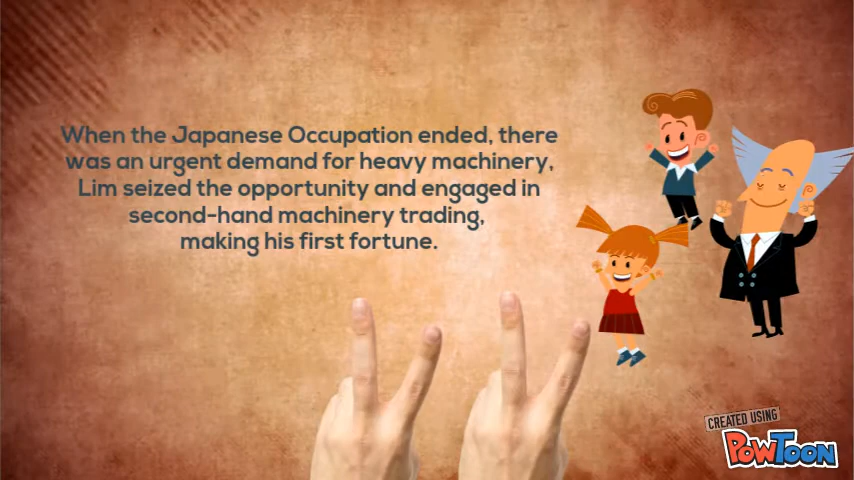 When the Japanese Occupation ended, there
was an urgent demand for heavy machinery,
Lim seized the opportunity and engaged in
second-hand machinery trading,
making his first fortune.
CREATED USING
POWTOON